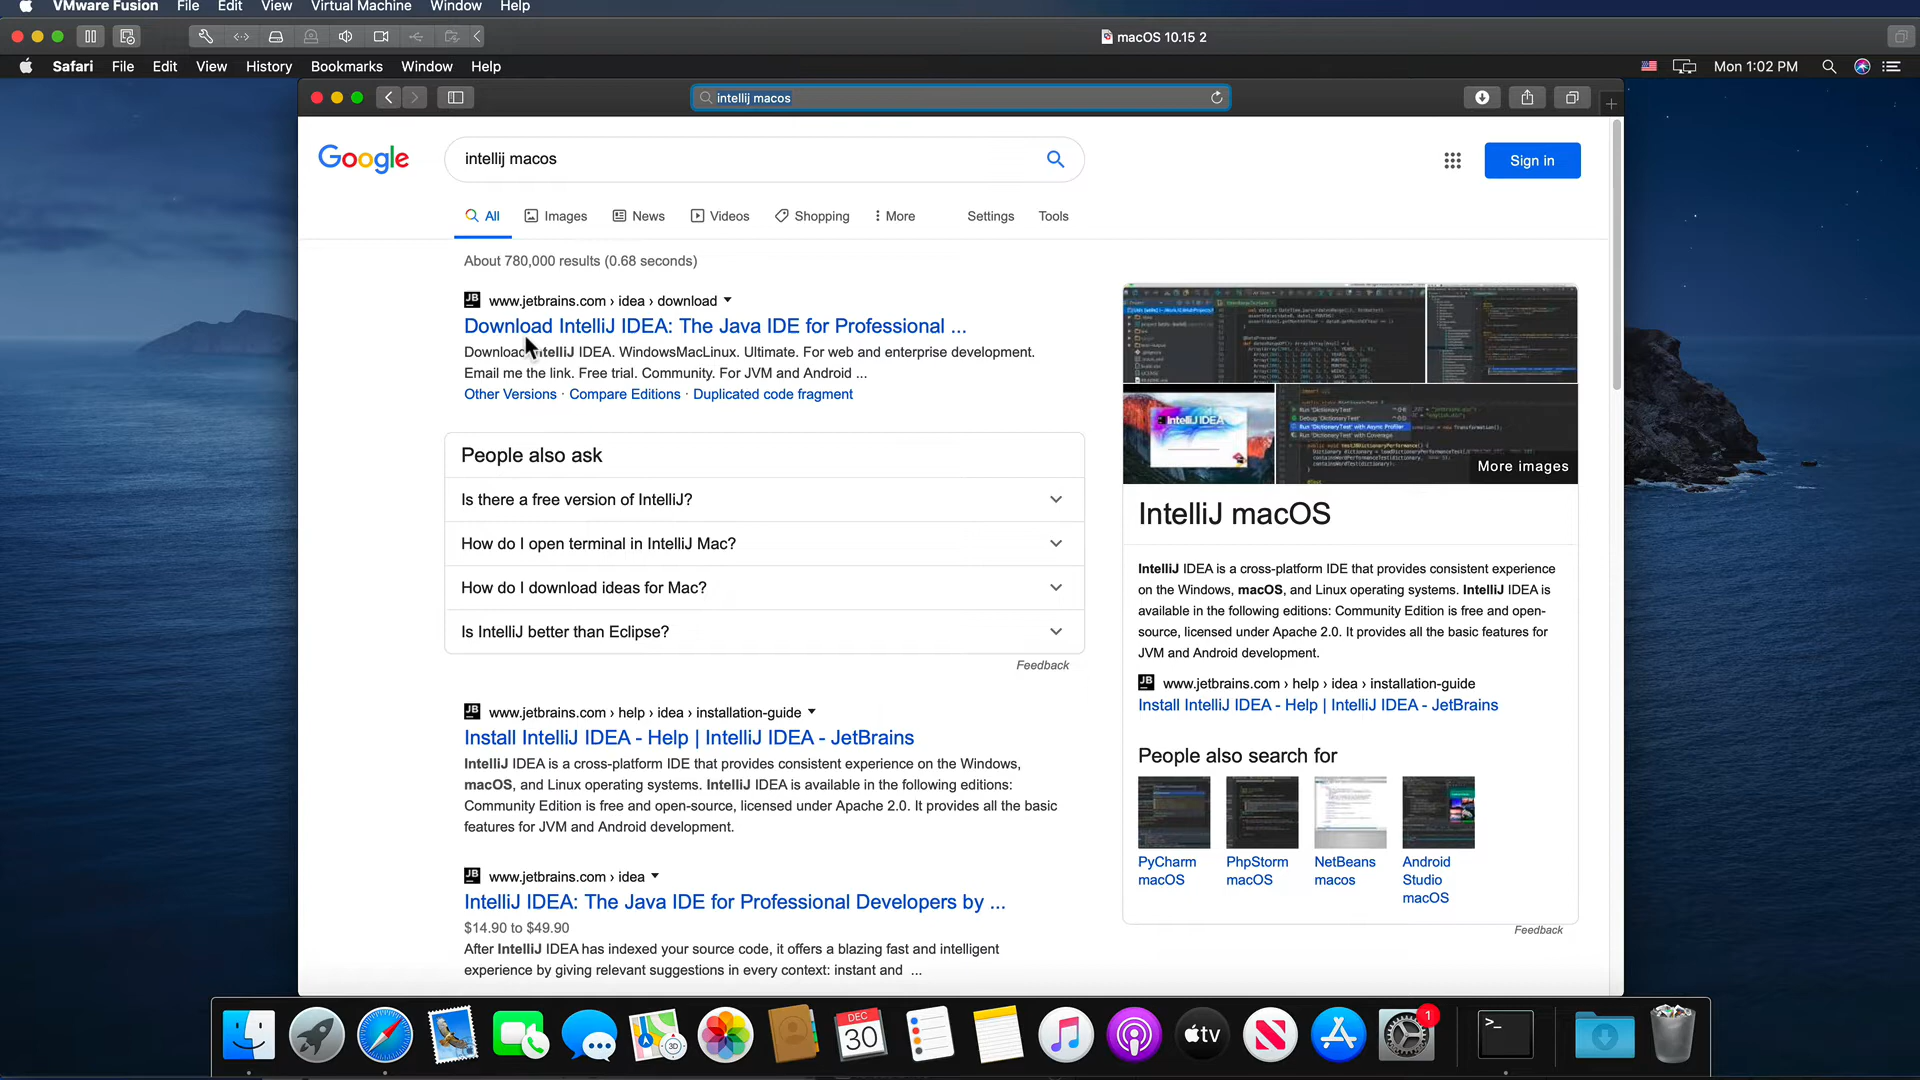 VMware Fusion File Edit View Virtual Machine Window Help
macOS 10.15 2
Safari File Edit View History Bookmarks Window Help
Mon 1:02 PM
intellij macos
Google
intellij macos
Sign in
All Images News Videos Shopping More Settings Tools
About 780,000 results (0.68 seconds)
JB www.jetbrains.com › idea › download
Download IntelliJ IDEA: The Java IDE for Professional ...
Download IntelliJ IDEA. WindowsMacLinux. Ultimate. For web and enterprise development.
Email me the link. Free trial. Community. For JVM and Android ...
Other Versions · Compare Editions · Duplicated code fragment
People also ask
Is there a free version of IntelliJ?
How do I open terminal in IntelliJ Mac?
How do I download ideas for Mac?
Is IntelliJ better than Eclipse?
Feedback
JB www.jetbrains.com › help › idea › installation-guide
Install IntelliJ IDEA - Help | IntelliJ IDEA - JetBrains
IntelliJ IDEA is a cross-platform IDE that provides consistent experience on the Windows,
macOS, and Linux operating systems. IntelliJ IDEA is available in the following editions:
Community Edition is free and open-source, licensed under Apache 2.0. It provides all the basic
features for JVM and Android development.
JB www.jetbrains.com › idea
IntelliJ IDEA: The Java IDE for Professional Developers by ...
$14.90 to $49.90
After IntelliJ IDEA has indexed your source code, it offers a blazing fast and intelligent
experience by giving relevant suggestions in every context: instant and ...
IntelliJ IDEA
More images
IntelliJ macOS
IntelliJ IDEA is a cross-platform IDE that provides consistent experience
on the Windows, macOS, and Linux operating systems. IntelliJ IDEA is
available in the following editions: Community Edition is free and open-
source, licensed under Apache 2.0. It provides all the basic features for
JVM and Android development.
JB www.jetbrains.com › help › idea › installation-guide
Install IntelliJ IDEA - Help | IntelliJ IDEA - JetBrains
People also search for
PyCharm
macOS
PhpStorm
macOS
NetBeans
macos
Android
Studio
macOS
Feedback
3D
DEC
30
tv
1
>_